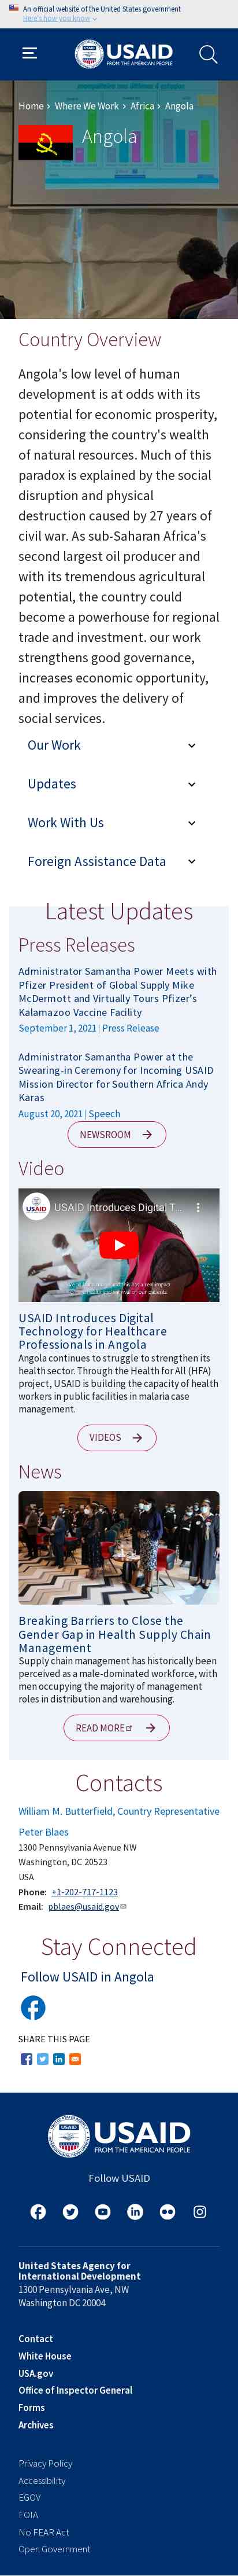 An official website of the United States government
Here's how you know
USAID
FROM THE AMERICAN PEOPLE
Home › Where We Work › Africa › Angola
Angola
Country Overview
Angola's low level of human
development is at odds with its
potential for economic prosperity,
considering the country's wealth
of natural resources. Much of this
paradox is explained by the social
disruption and physical
destruction caused by 27 years of
civil war. As sub-Saharan Africa's
second largest oil producer and
with its tremendous agricultural
potential, the country could
become a powerhouse for regional
trade and investment. our work
strengthens good governance,
increases economic opportunity,
and improves the delivery of
social services.
Our Work
Updates
Work With Us
Foreign Assistance Data
Latest Updates
Press Releases
Administrator Samantha Power Meets with
Pfizer President of Global Supply Mike
McDermott and Virtually Tours Pfizer's
Kalamazoo Vaccine Facility
September 1, 2021 | Press Release
Administrator Samantha Power at the
Swearing-in Ceremony for Incoming USAID
Mission Director for Southern Africa Andy
Karas
August 20, 2021 | Speech
NEWSROOM
Video
USAID
USAID Introduces Digital T...
USAID Introduces Digital
Technology for Healthcare
Professionals in Angola
Angola continues to struggle to strengthen its
health sector. Through the Health for All (HFA)
project, USAID is building the capacity of health
workers in public facilities in malaria case
management.
VIDEOS
News
Breaking Barriers to Close the
Gender Gap in Health Supply Chain
Management
Supply chain management has historically been
perceived as a male-dominated workforce, with
men occupying the majority of management
roles in distribution and warehousing.
READ MORE
Contacts
William M. Butterfield, Country Representative
Peter Blaes
1300 Pennsylvania Avenue NW
Washington, DC 20523
USA
Phone: +1-202-717-1123
Email: pblaes@usaid.gov
Stay Connected
Follow USAID in Angola
SHARE THIS PAGE
USAID
FROM THE AMERICAN PEOPLE
Follow USAID
United States Agency for
International Development
1300 Pennsylvania Ave, NW
Washington DC 20004
Contact
White House
USA.gov
Office of Inspector General
Forms
Archives
Privacy Policy
Accessibility
EGOV
FOIA
No FEAR Act
Open Government